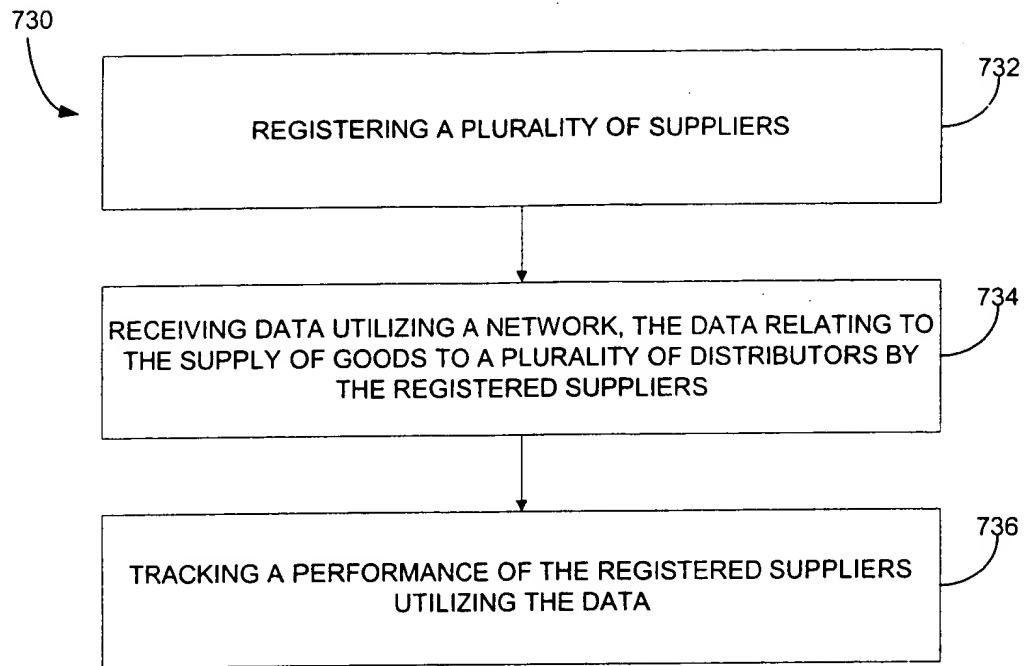 730
732
REGISTERING A PLURALITY OF SUPPLIERS
734
RECEIVING DATA UTILIZING A NETWORK, THE DATA RELATING TO
THE SUPPLY OF GOODS TO A PLURALITY OF DISTRIBUTORS BY
THE REGISTERED SUPPLIERS
736
TRACKING A PERFORMANCE OF THE REGISTERED SUPPLIERS
UTILIZING THE DATA